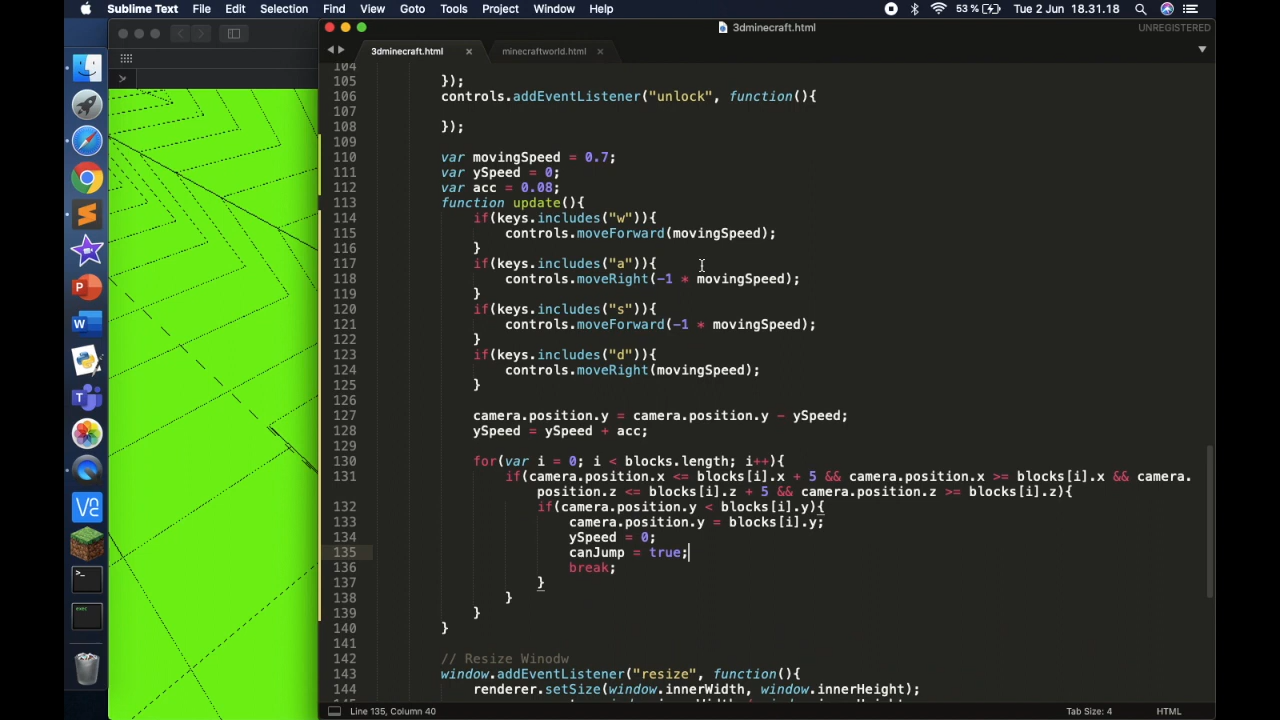 Sublime Text File Edit Selection Find View Goto Tools Project Window Help 53 % Tue 2 Jun 18.31.18
3dminecraft.html UNREGISTERED
3dminecraft.html × minecraftworld.html ×
104
105 });
106 controls.addEventListener("unlock", function(){
107
108 });
109
110 var movingSpeed = 0.7;
111 var ySpeed = 0;
112 var acc = 0.08;
113 function update(){
114 if(keys.includes("w")){
115 controls.moveForward(movingSpeed);
116 }
117 if(keys.includes("a")){
118 controls.moveRight(-1 * movingSpeed);
119 }
120 if(keys.includes("s")){
121 controls.moveForward(-1 * movingSpeed);
122 }
123 if(keys.includes("d")){
124 controls.moveRight(movingSpeed);
125 }
126
127 camera.position.y = camera.position.y - ySpeed;
128 ySpeed = ySpeed + acc;
129
130 for(var i = 0; i < blocks.length; i++){
131 if(camera.position.x <= blocks[i].x + 5 && camera.position.x >= blocks[i].x && camera.
position.z <= blocks[i].z + 5 && camera.position.z >= blocks[i].z){
132 if(camera.position.y < blocks[i].y){
133 camera.position.y = blocks[i].y;
134 ySpeed = 0;
135 canJump = true;
136 break;
137 }
138 }
139 }
140 }
141
142 // Resize Winodw
143 window.addEventListener("resize", function(){
144 renderer.setSize(window.innerWidth, window.innerHeight);
Line 135, Column 40 Tab Size: 4 HTML